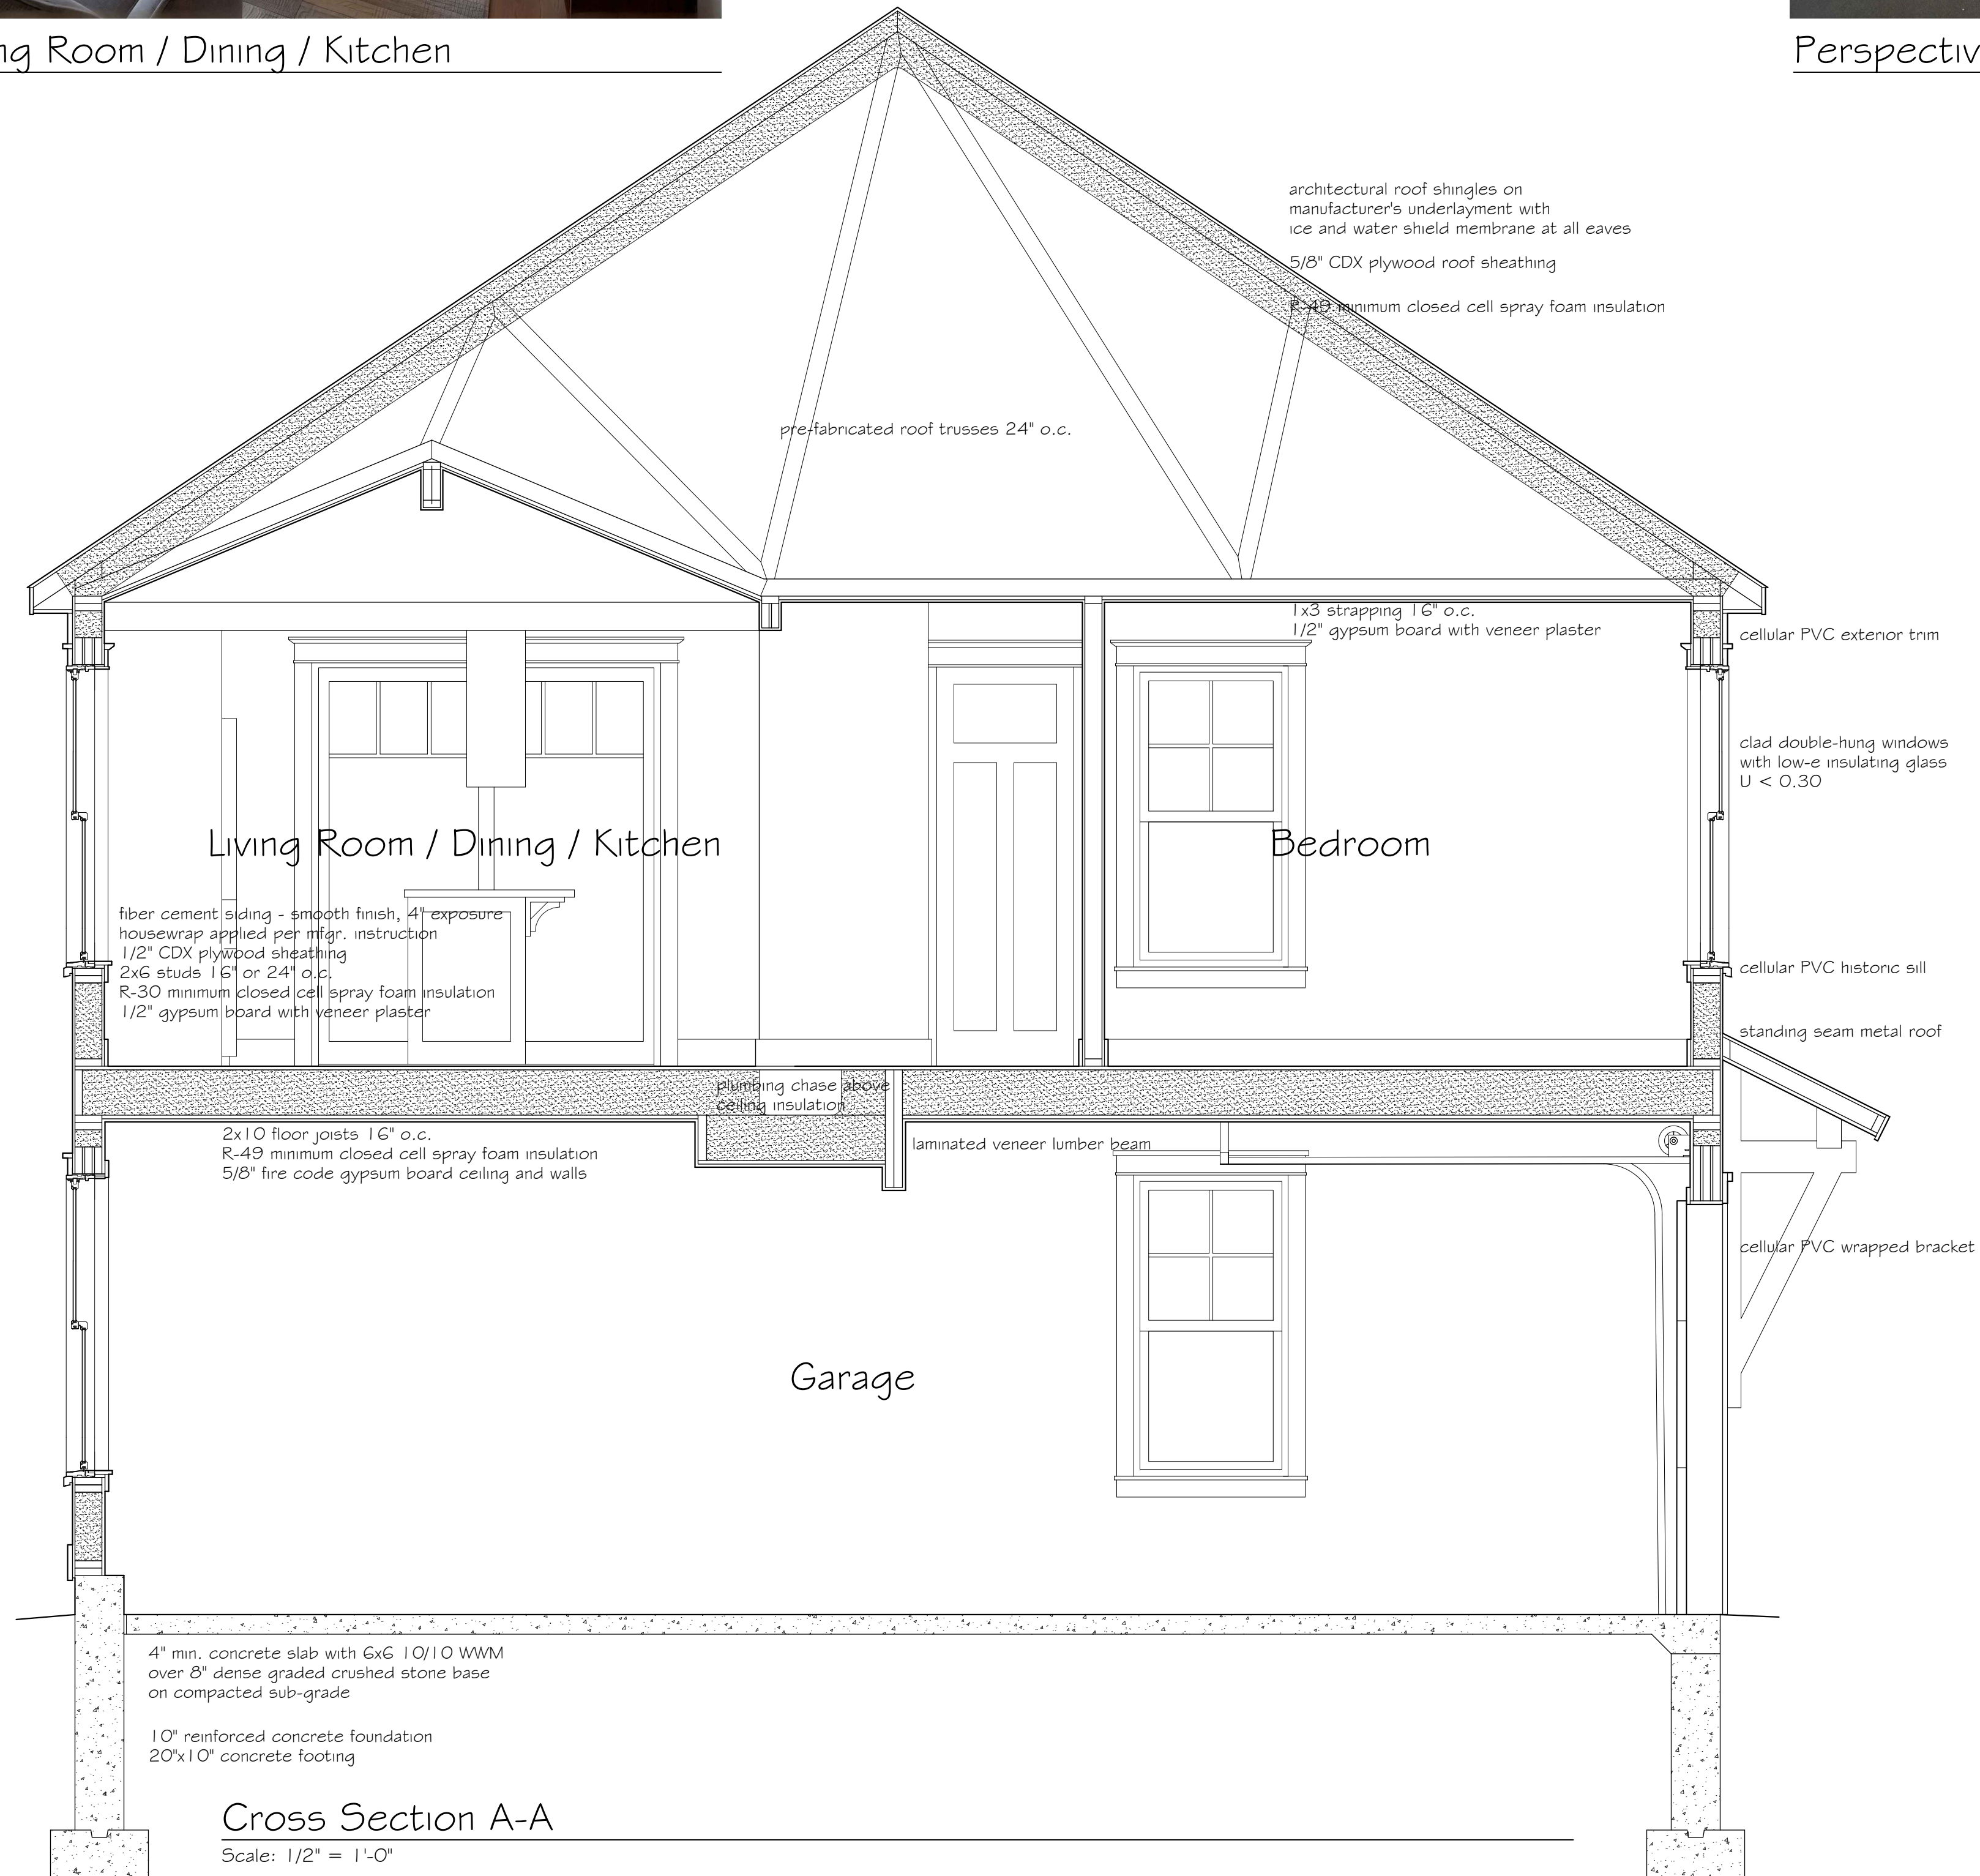 ng Room / Dining / Kitchen
Perspectiv
architectural roof shingles on
manufacturer's underlayment with
ice and water shield membrane at all eaves
5/8" CDX plywood roof sheathing
R-49 minimum closed cell spray foam insulation
pre-fabricated roof trusses 24" o.c.
1x3 strapping 16" o.c.
1/2" gypsum board with veneer plaster
cellular PVC exterior trim
clad double-hung windows
with low-e insulating glass
U < 0.30
Living Room / Dining / Kitchen
Bedroom
fiber cement siding - smooth finish, 4" exposure
housewrap applied per mfgr. instruction
1/2" CDX plywood sheathing
2x6 studs 16" or 24" o.c.
R-30 minimum closed cell spray foam insulation
1/2" gypsum board with veneer plaster
cellular PVC historic sill
standing seam metal roof
plumbing chase above
ceiling insulation
2x10 floor joists 16" o.c.
R-49 minimum closed cell spray foam insulation
5/8" fire code gypsum board ceiling and walls
laminated veneer lumber beam
cellular PVC wrapped bracket
Garage
4" min. concrete slab with 6x6 10/10 WWM
over 8" dense graded crushed stone base
on compacted sub-grade
10" reinforced concrete foundation
20"x10" concrete footing
Cross Section A-A
Scale: 1/2" = 1'-0"